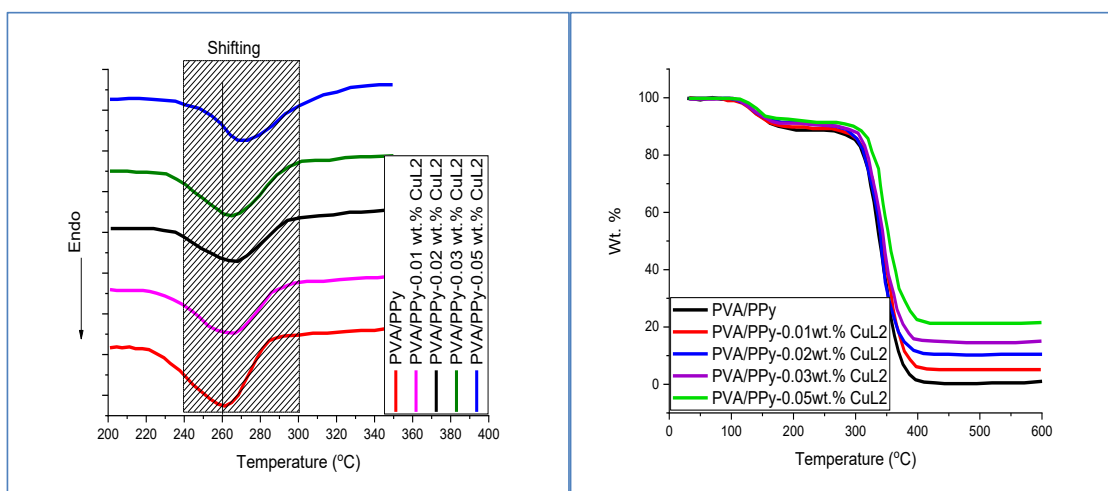 Shifting
Endo
PVA/PPy
PVA/PPy-0.01 wt.% CuL2
PVA/PPy-0.02 wt.% CuL2
PVA/PPy-0.03 wt.% CuL2
PVA/PPy-0.05 wt.% CuL2
200 220 240 260 280 300 320 340 360 380 400
Temperature (°C)
Wt. %
100
80
60
40
20
0
PVA/PPy
PVA/PPy-0.01wt.% CuL2
PVA/PPy-0.02wt.% CuL2
PVA/PPy-0.03wt.% CuL2
PVA/PPy-0.05wt.% CuL2
0 100 200 300 400 500 600
Temperature (°C)